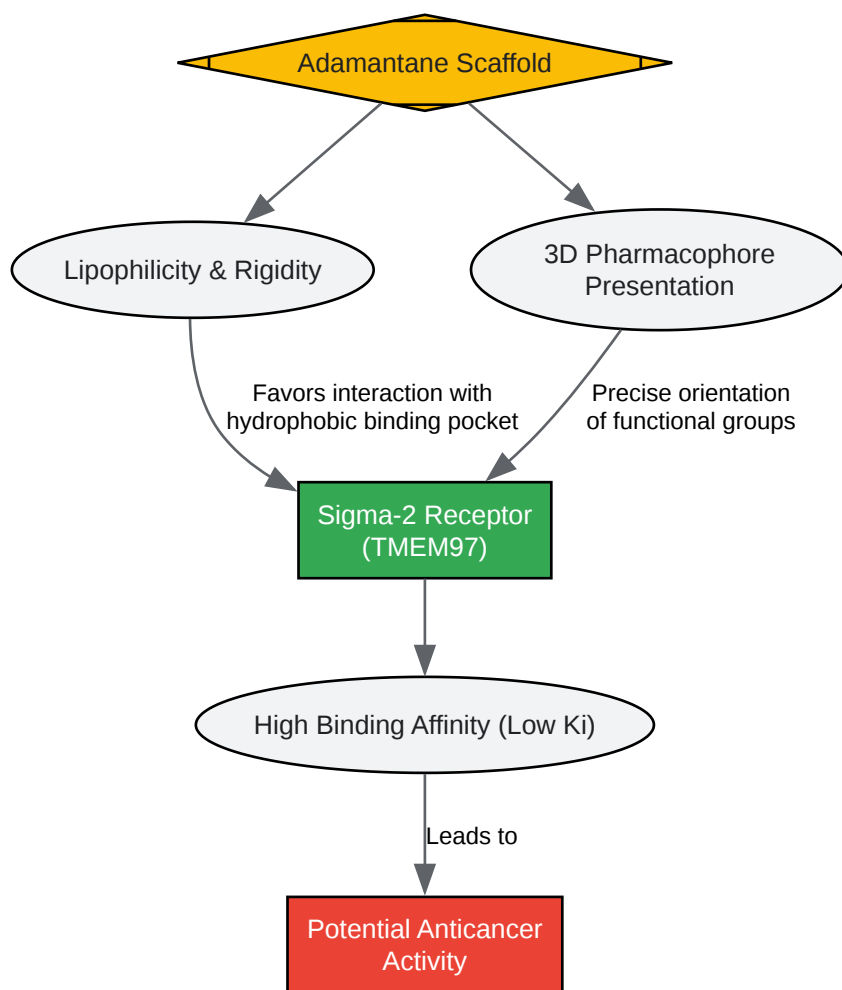 Adamantane Scaffold
Lipophilicity & Rigidity
3D Pharmacophore
Presentation
Favors interaction with
hydrophobic binding pocket
Precise orientation
of functional groups
Sigma-2 Receptor
(TMEM97)
High Binding Affinity (Low Ki)
Leads to
Potential Anticancer
Activity